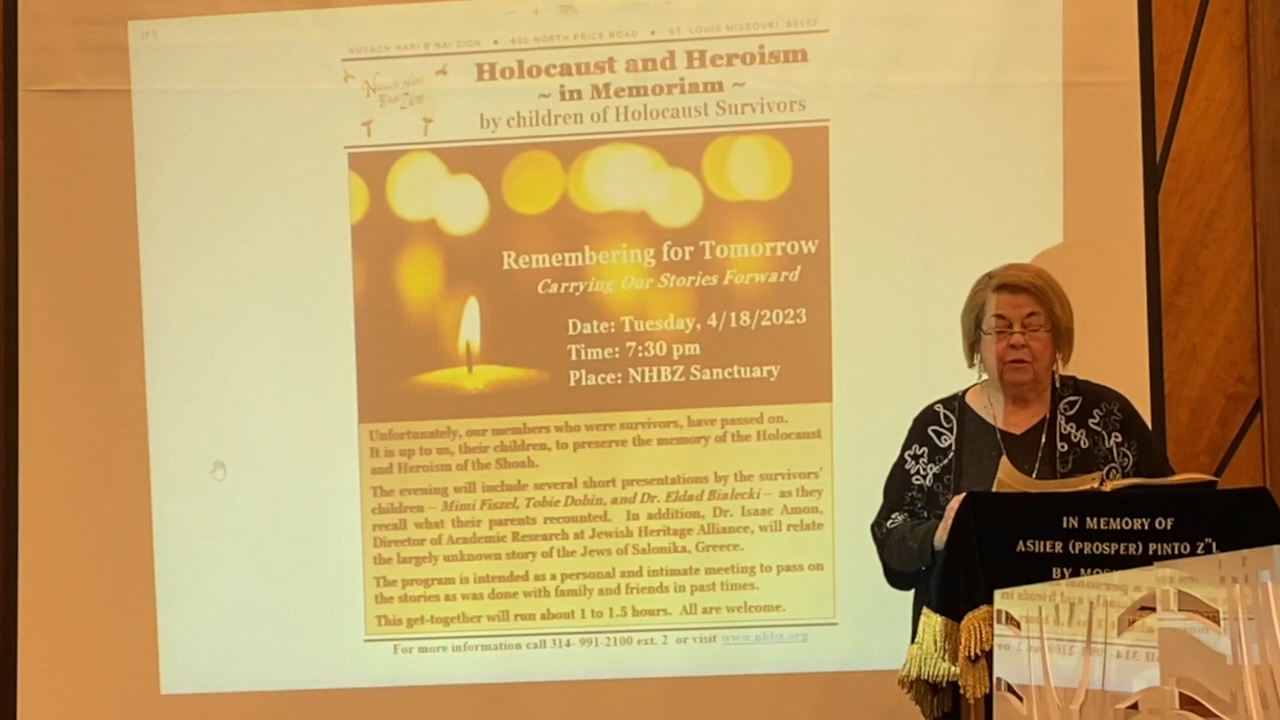 of 6
70%
NUSACH HARI B'NAI ZION • 650 NORTH PRICE ROAD • ST. LOUIS MISSOURI 63132
Nusach Hari
B'nai Zion
Holocaust and Heroism
~ in Memoriam ~
by children of Holocaust Survivors
Remembering for Tomorrow
Carrying Our Stories Forward
Date: Tuesday, 4/18/2023
Time: 7:30 pm
Place: NHBZ Sanctuary
Unfortunately, our members who were survivors, have passed on.
It is up to us, their children, to preserve the memory of the Holocaust
and Heroism of the Shoah.
The evening will include several short presentations by the survivors'
children – Mimi Fiszel, Tobie Dobin, and Dr. Eldad Bialecki – as they
recall what their parents recounted. In addition, Dr. Isaac Amon,
Director of Academic Research at Jewish Heritage Alliance, will relate
the largely unknown story of the Jews of Salonika, Greece.
The program is intended as a personal and intimate meeting to pass on
the stories as was done with family and friends in past times.
This get-together will run about 1 to 1.5 hours. All are welcome.
For more information call 314- 991-2100 ext. 2 or visit www.nhbz.org
IN MEMORY OF
ASHER (PROSPER) PINTO Z"L
BY